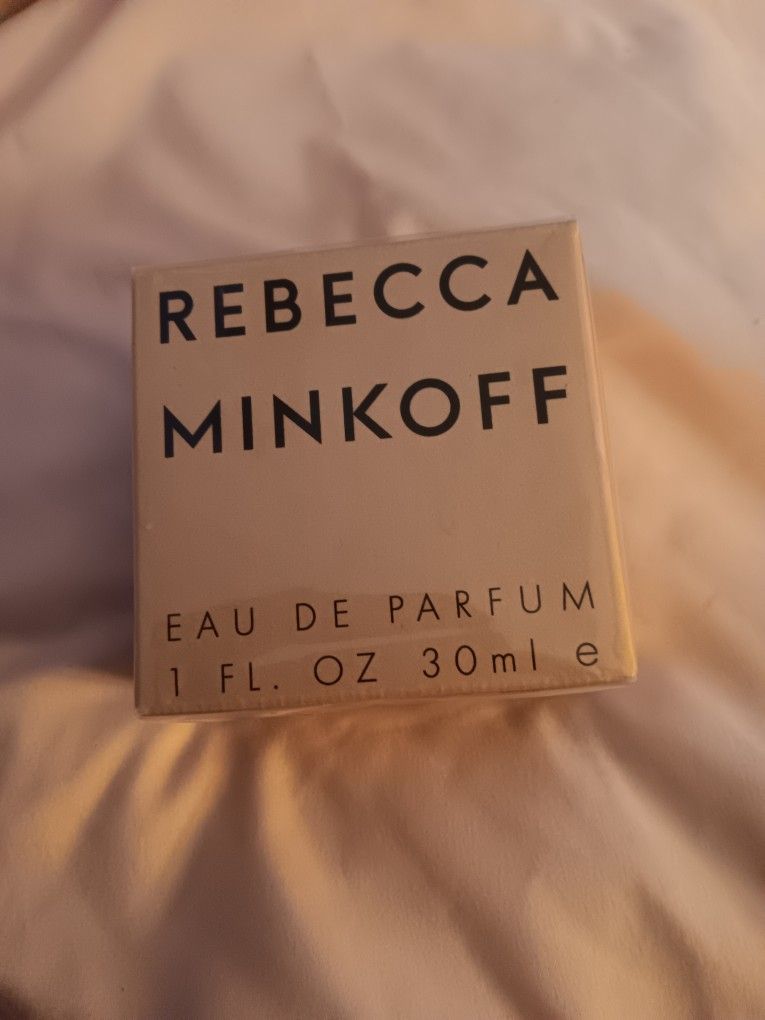 REBECCA
MINKOFF
EAU DE PARFUM
1 FL. OZ 30ml e